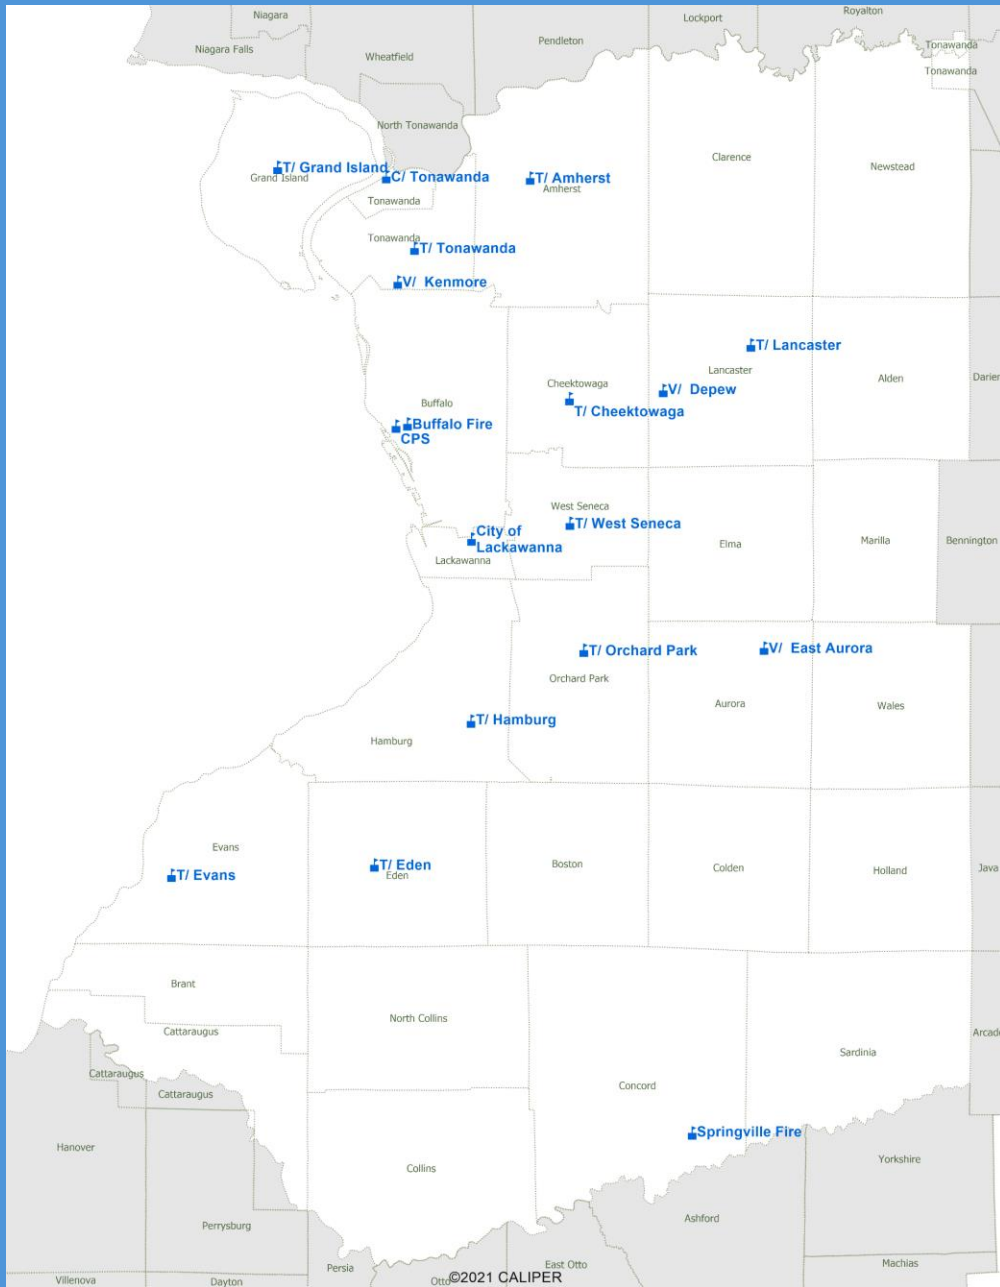 Niagara
Lockport
Royalton
Niagara Falls
Wheatfield
Pendleton
Tonawanda
Tonawanda
North Tonawanda
Clarence
Newstead
T/ Grand Island
Grand Island
C/ Tonawanda
T/ Amherst
Amherst
Tonawanda
Tonawanda
T/ Tonawanda
V/ Kenmore
T/ Lancaster
Lancaster
Alden
Darien
Cheektowaga
V/ Depew
T/ Cheektowaga
Buffalo
Buffalo Fire
CPS
West Seneca
T/ West Seneca
City of
Lackawanna
Lackawanna
Elma
Marilla
Bennington
T/ Orchard Park
Orchard Park
V/ East Aurora
Aurora
Wales
T/ Hamburg
Hamburg
Evans
T/ Evans
T/ Eden
Eden
Boston
Colden
Holland
Java
Brant
North Collins
Cattaraugus
Arcade
Sardinia
Cattaraugus
Cattaraugus
Concord
Springville Fire
Hanover
Collins
Yorkshire
Perrysburg
Ashford
Machias
Persia
East Otto
Villenova
Dayton
Otto
©2021 CALIPER